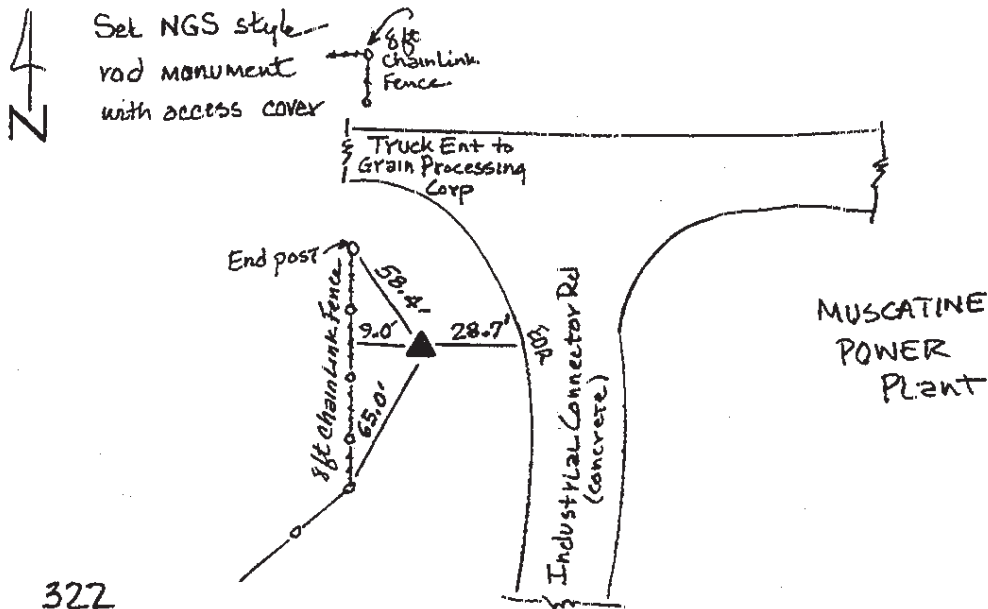 Set NGS style
rod monument
with access cover
8ft
ChainLink
Fence
N
Truck Ent to
Grain Processing
Corp
End post
58.4'
8ft ChainLink Fence
9.0'
28.7'
EOR
65.0'
Industrial Connector Rd
(concrete)
MUSCATINE
POWER
Plant
322